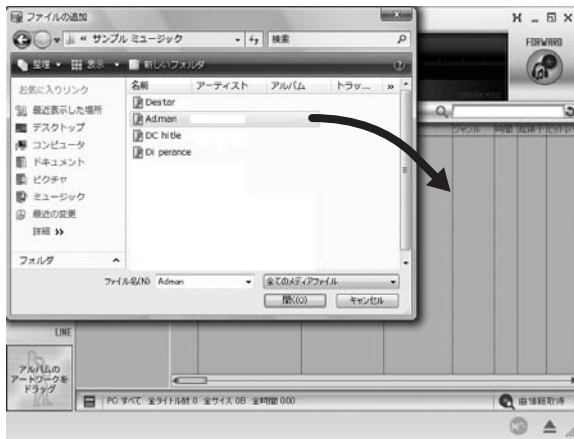 ファイルの追加
« サンプル ミュージック
検索
整理 表示 新しいフォルダ
お気に入りリンク
最近表示した場所
デスクトップ
コンピュータ
ドキュメント
ピクチャ
ミュージック
最近の変更
詳細 »
フォルダ
名前 アーティスト アルバム トラッ... »
Destar
Adman
DC hitle
Di perance
ファイル名(N): Adman
全てのメディアファイル
開く(O) キャンセル
FORWARD
ジャンル 時間
LINE
アルバムの
アートワークを
ドラッグ
PC すべて 全タイトル数 0 全サイズ 0B 全時間 0:00
曲情報取得